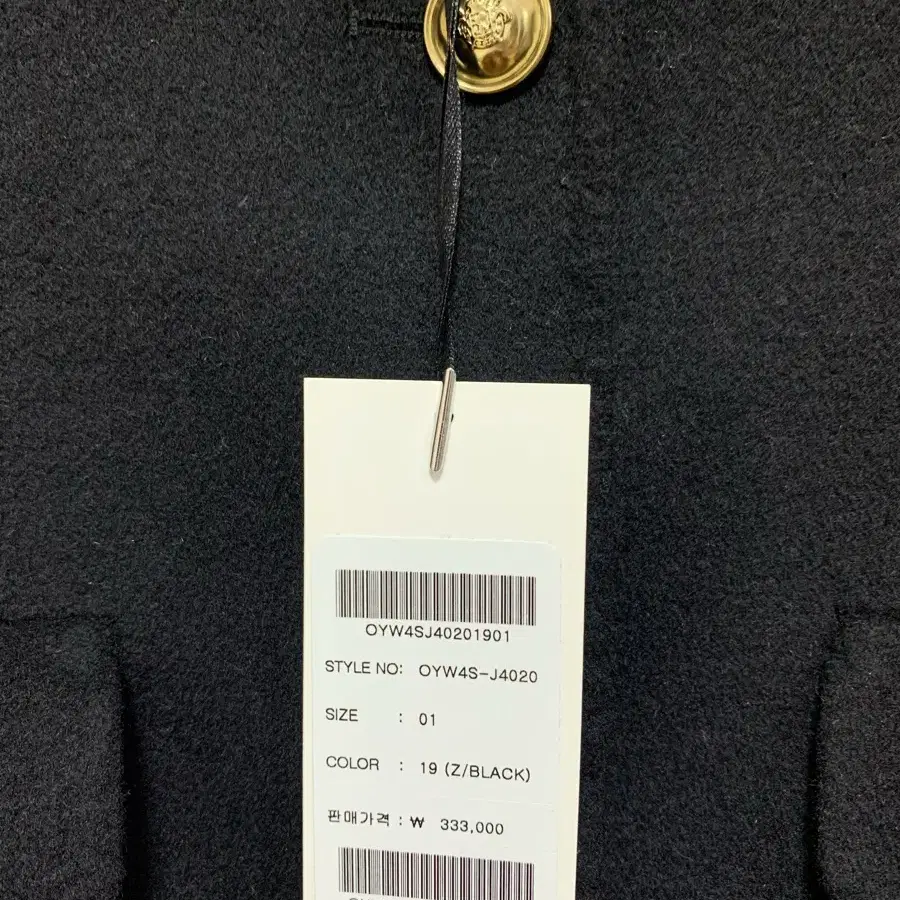 OYW4SJ40201901
STYLE NO: OYW4S-J4020
SIZE : 01
COLOR : 19 (Z/BLACK)
판매가격 : ₩ 333,000